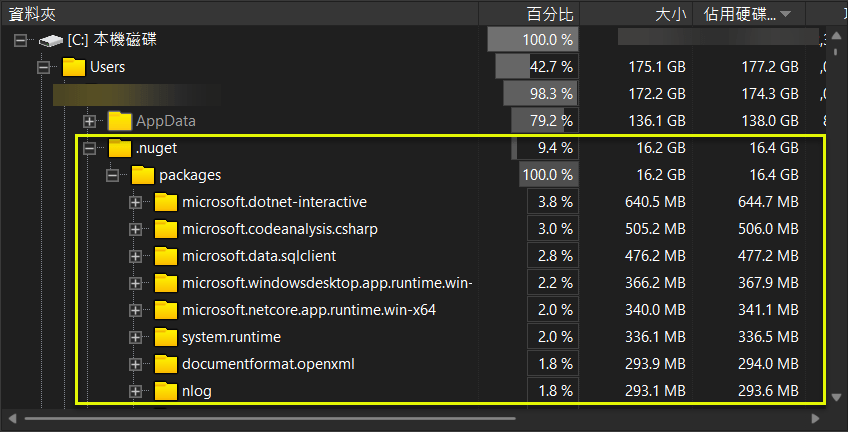 資料夾 百分比 大小 佔用硬碟...
[C:] 本機磁碟 100.0 %
Users 42.7 % 175.1 GB 177.2 GB
98.3 % 172.2 GB 174.3 GB
AppData 79.2 % 136.1 GB 138.0 GB
.nuget 9.4 % 16.2 GB 16.4 GB
packages 100.0 % 16.2 GB 16.4 GB
microsoft.dotnet-interactive 3.8 % 640.5 MB 644.7 MB
microsoft.codeanalysis.csharp 3.0 % 505.2 MB 506.0 MB
microsoft.data.sqlclient 2.8 % 476.2 MB 477.2 MB
microsoft.windowsdesktop.app.runtime.win- 2.2 % 366.2 MB 367.9 MB
microsoft.netcore.app.runtime.win-x64 2.0 % 340.0 MB 341.1 MB
system.runtime 2.0 % 336.1 MB 336.5 MB
documentformat.openxml 1.8 % 293.9 MB 294.0 MB
nlog 1.8 % 293.1 MB 293.6 MB